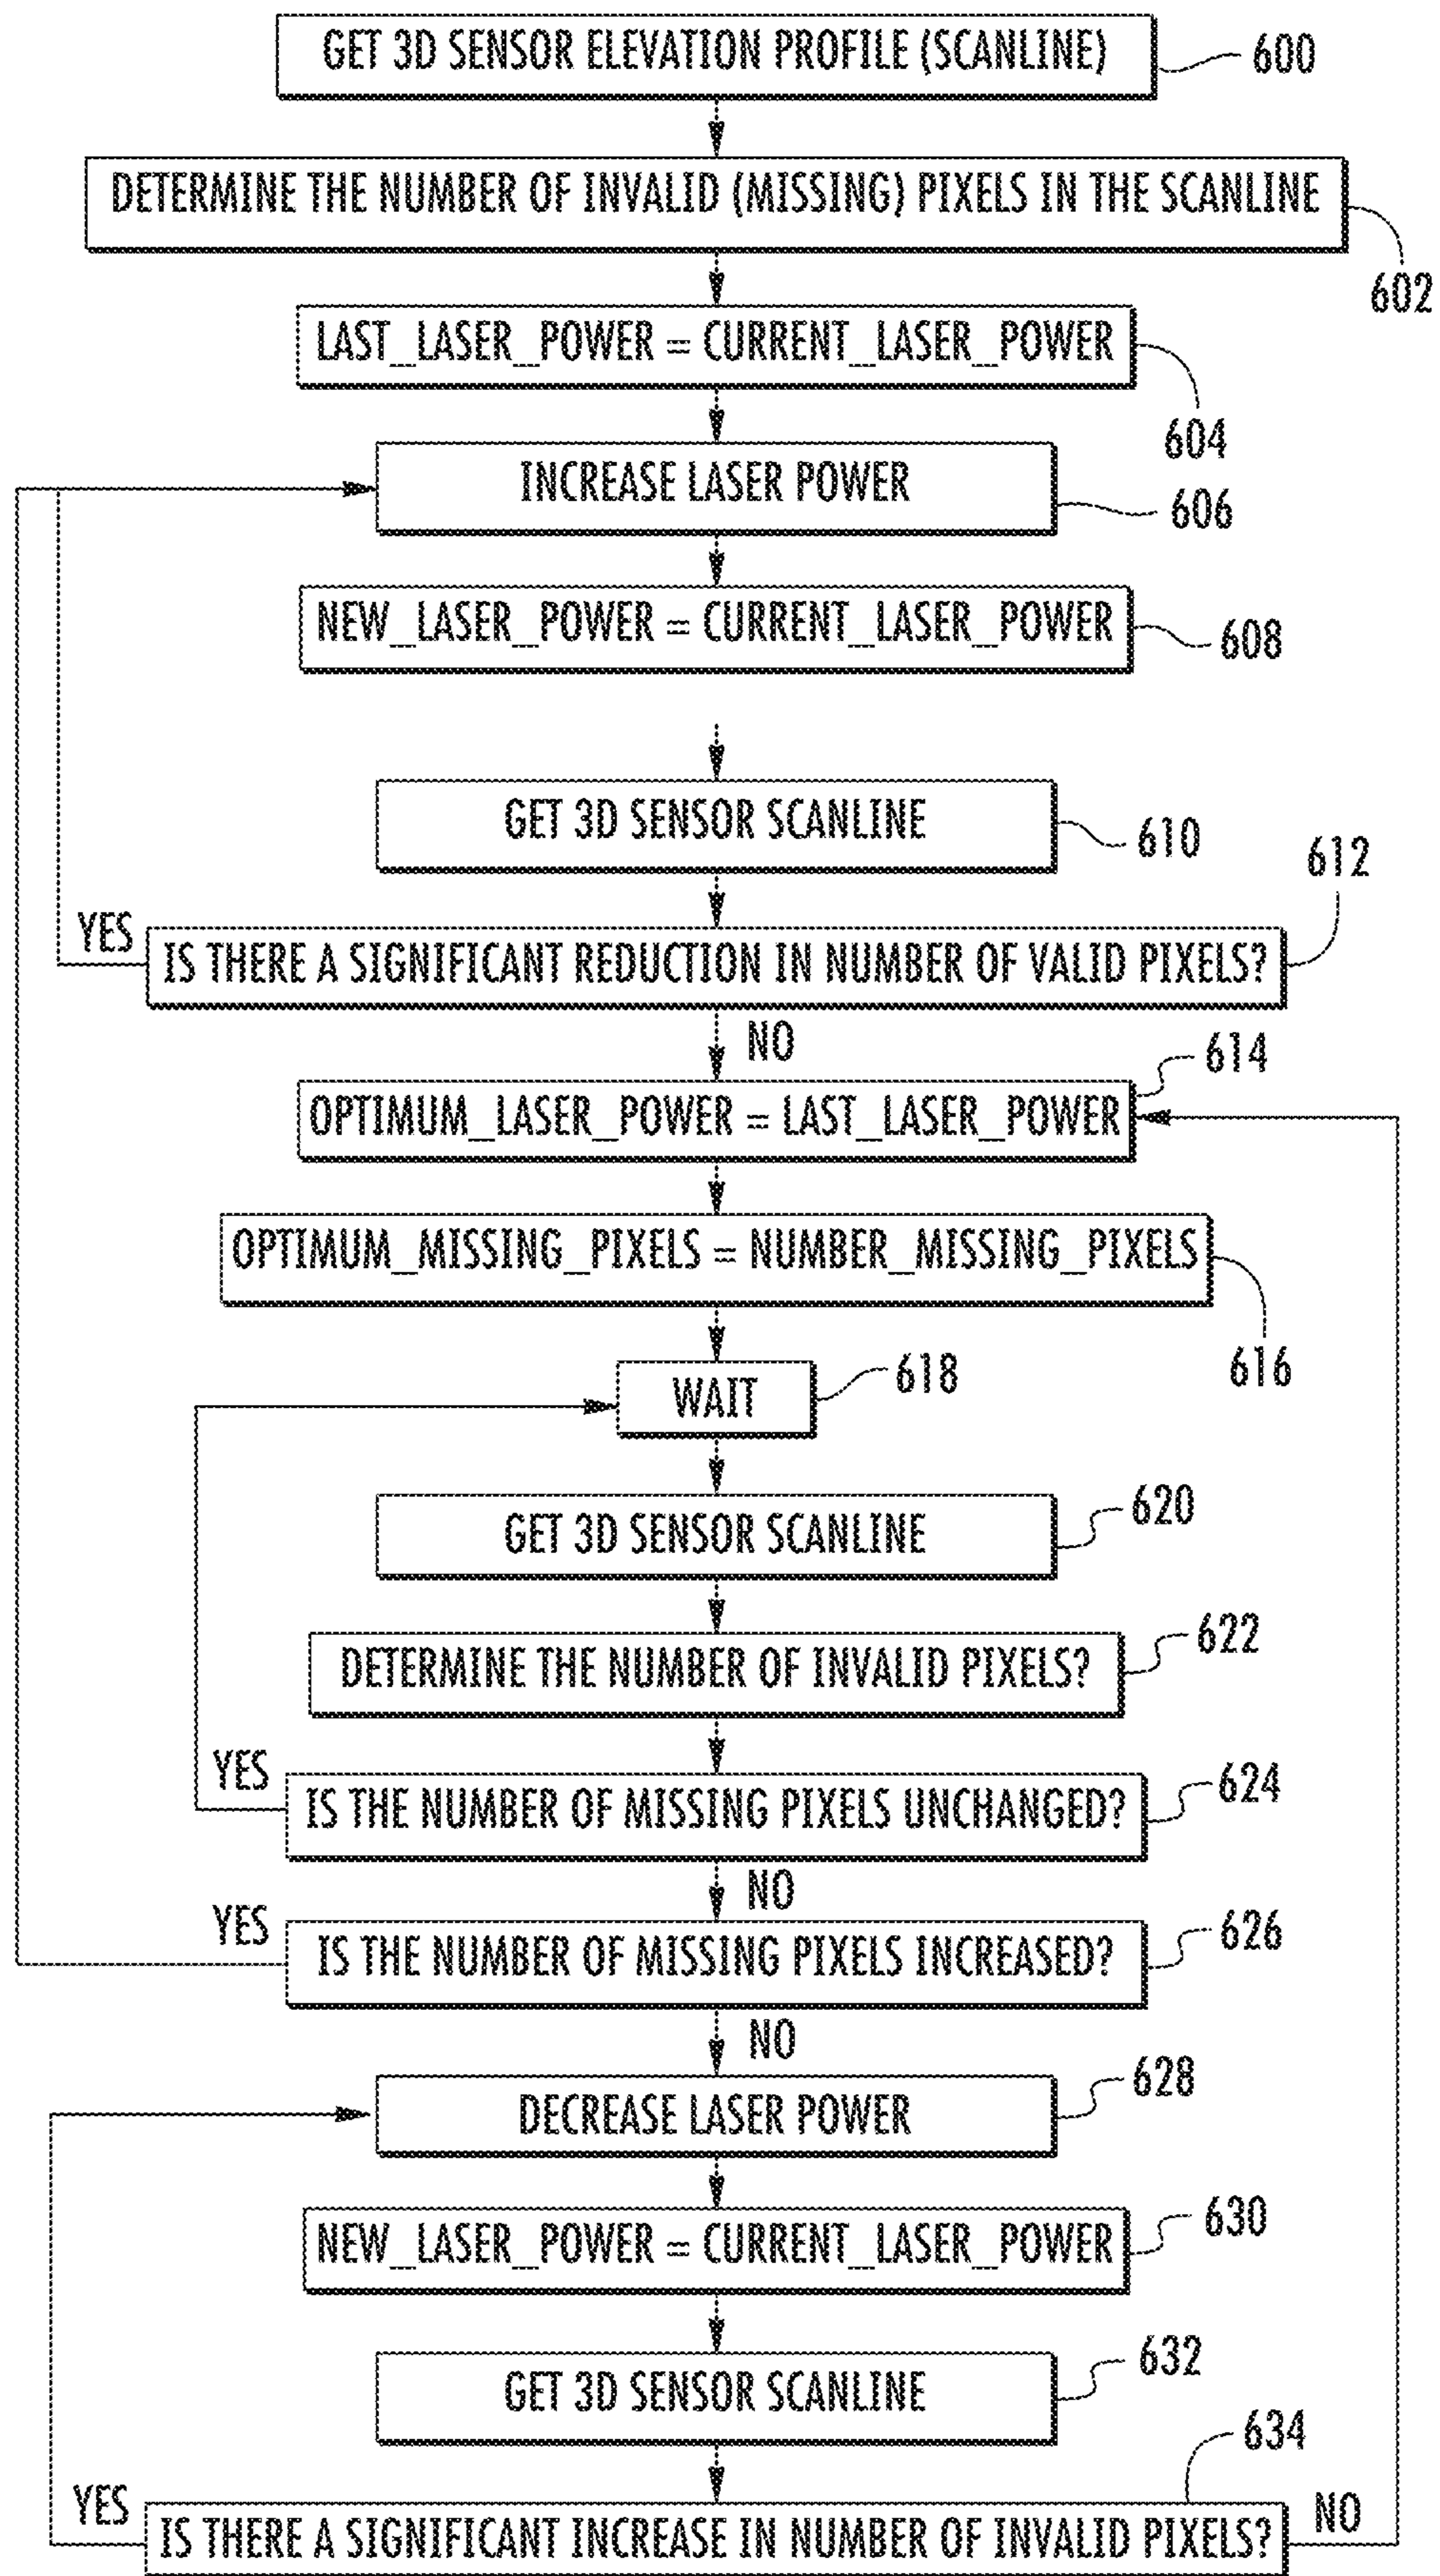 GET 3D SENSOR ELEVATION PROFILE (SCANLINE)
600
DETERMINE THE NUMBER OF INVALID (MISSING) PIXELS IN THE SCANLINE
602
LAST_LASER_POWER = CURRENT_LASER_POWER
604
INCREASE LASER POWER
606
NEW_LASER_POWER = CURRENT_LASER_POWER
608
GET 3D SENSOR SCANLINE
610
612
YES
IS THERE A SIGNIFICANT REDUCTION IN NUMBER OF VALID PIXELS?
NO
614
OPTIMUM_LASER_POWER = LAST_LASER_POWER
OPTIMUM_MISSING_PIXELS = NUMBER_MISSING_PIXELS
616
WAIT
618
GET 3D SENSOR SCANLINE
620
DETERMINE THE NUMBER OF INVALID PIXELS?
622
YES
IS THE NUMBER OF MISSING PIXELS UNCHANGED?
624
NO
YES
IS THE NUMBER OF MISSING PIXELS INCREASED?
626
NO
DECREASE LASER POWER
628
NEW_LASER_POWER = CURRENT_LASER_POWER
630
GET 3D SENSOR SCANLINE
632
634
YES
IS THERE A SIGNIFICANT INCREASE IN NUMBER OF INVALID PIXELS?
NO